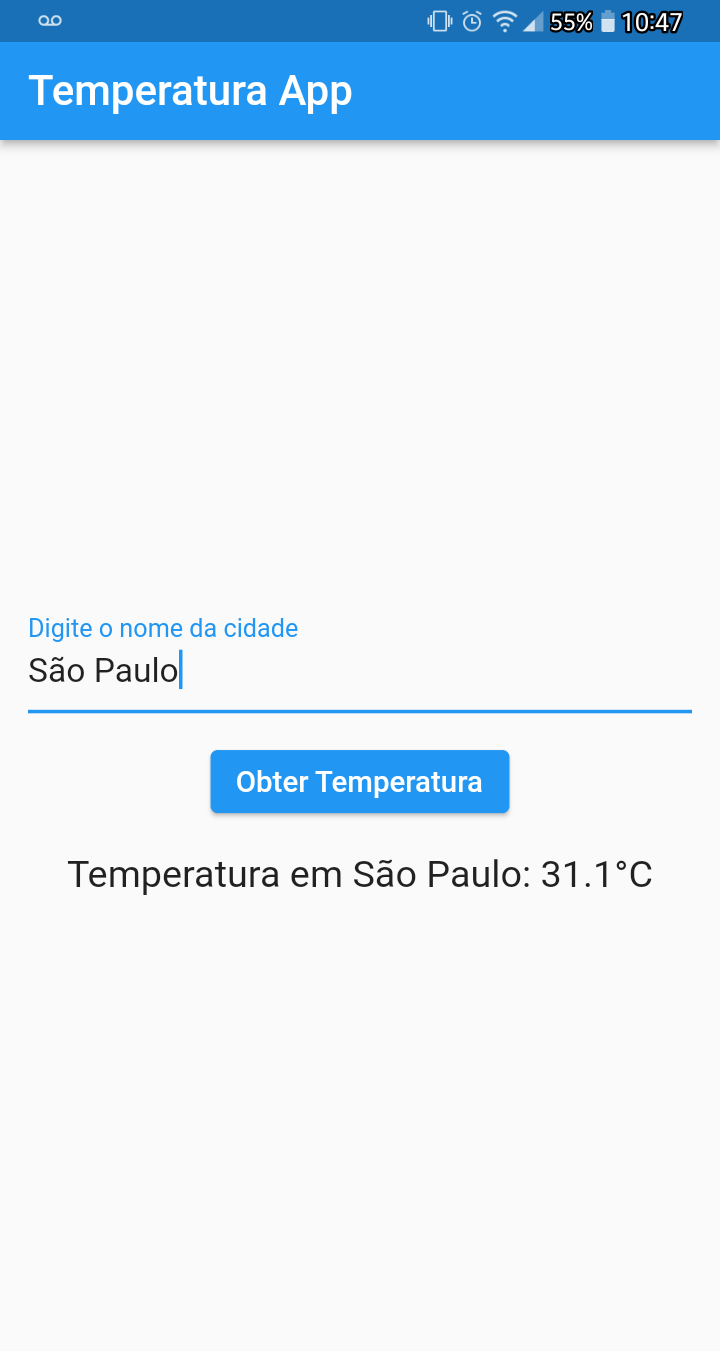 55% 10:47
Temperatura App
Digite o nome da cidade
São Paulo
Obter Temperatura
Temperatura em São Paulo: 31.1°C